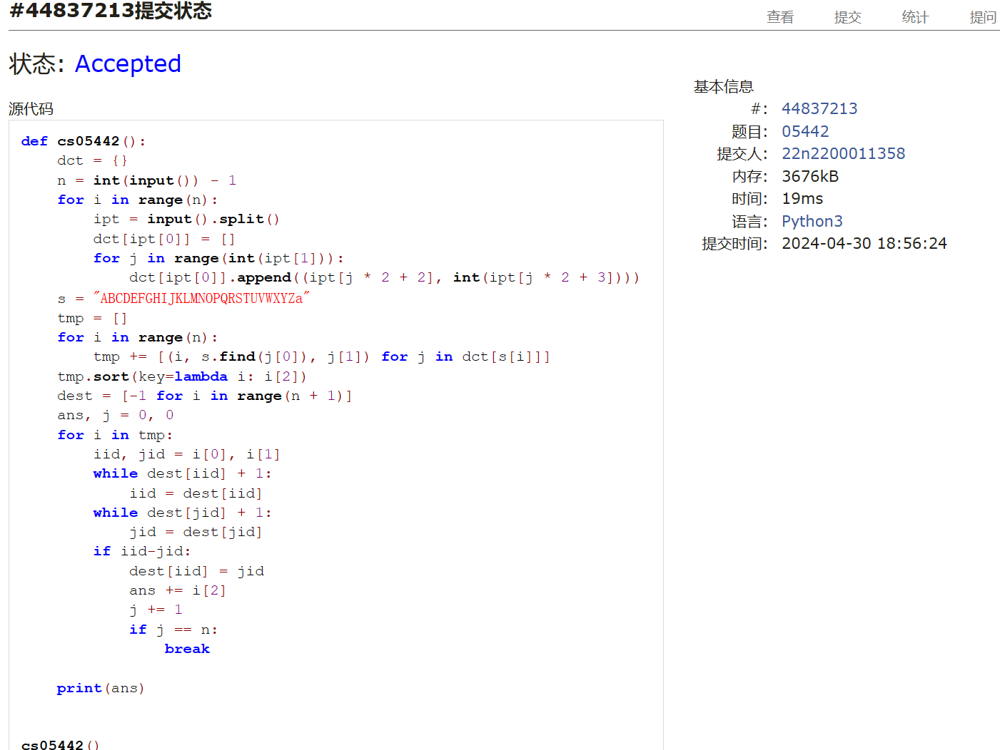 #44837213提交状态
查看 提交 统计 提问
状态: Accepted
源代码
def cs05442():
    dct = {}
    n = int(input()) - 1
    for i in range(n):
        ipt = input().split()
        dct[ipt[0]] = []
        for j in range(int(ipt[1])):
            dct[ipt[0]].append((ipt[j * 2 + 2], int(ipt[j * 2 + 3])))
    s = "ABCDEFGHIJKLMNOPQRSTUVWXYZa"
    tmp = []
    for i in range(n):
        tmp += [(i, s.find(j[0]), j[1]) for j in dct[s[i]]]
    tmp.sort(key=lambda i: i[2])
    dest = [-1 for i in range(n + 1)]
    ans, j = 0, 0
    for i in tmp:
        iid, jid = i[0], i[1]
        while dest[iid] + 1:
            iid = dest[iid]
        while dest[jid] + 1:
            jid = dest[jid]
        if iid-jid:
            dest[iid] = jid
            ans += i[2]
            j += 1
            if j == n:
                break
    print(ans)
cs05442()
基本信息
#: 44837213
题目: 05442
提交人: 22n2200011358
内存: 3676kB
时间: 19ms
语言: Python3
提交时间: 2024-04-30 18:56:24